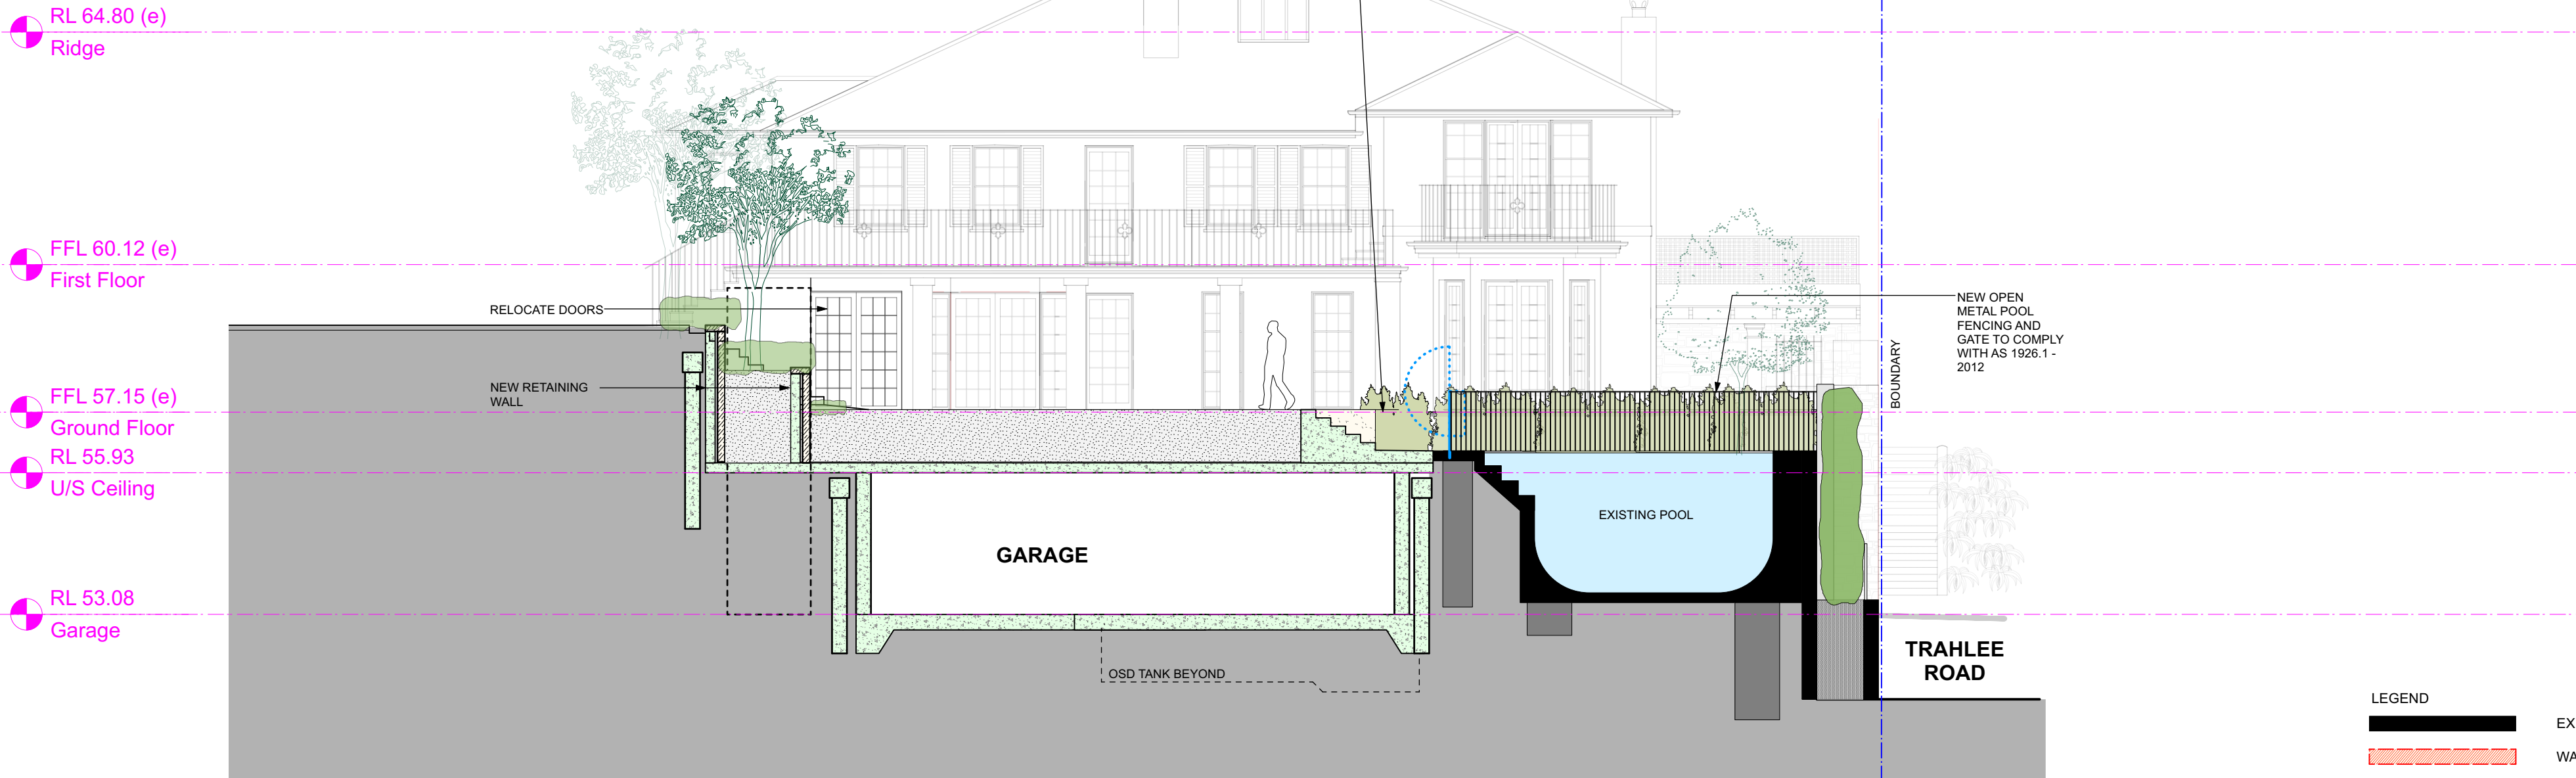 RL 64.80 (e)
Ridge
FFL 60.12 (e)
First Floor
RELOCATE DOORS
NEW OPEN
METAL POOL
FENCING AND
GATE TO COMPLY
WITH AS 1926.1 -
2012
BOUNDARY
NEW RETAINING
WALL
FFL 57.15 (e)
Ground Floor
RL 55.93
U/S Ceiling
EXISTING POOL
GARAGE
RL 53.08
Garage
TRAHLEE
ROAD
OSD TANK BEYOND
LEGEND
EX
WA